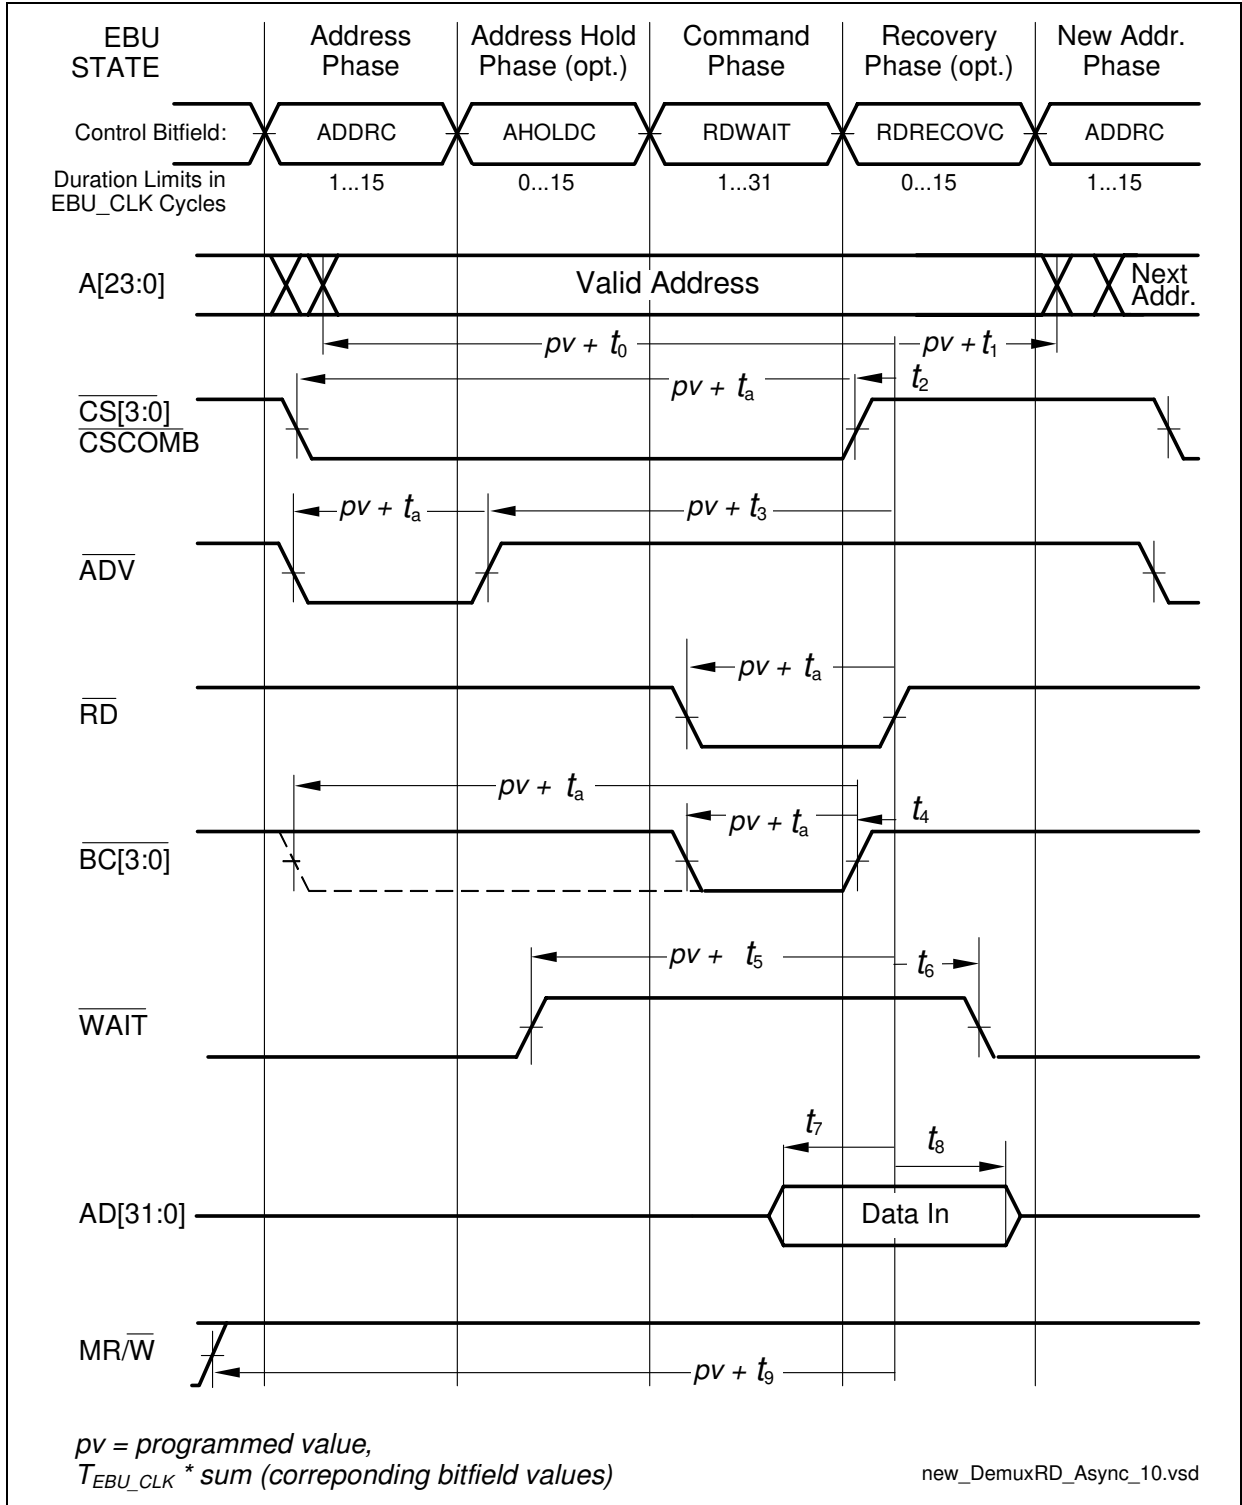 EBU STATE
Address Phase
Address Hold Phase (opt.)
Command Phase
Recovery Phase (opt.)
New Addr. Phase
Control Bitfield:
ADDRC
AHOLDC
RDWAIT
RDRECOVC
ADDRC
Duration Limits in EBU_CLK Cycles
1...15
0...15
1...31
0...15
1...15
A[23:0]
Valid Address
Next Addr.
pv + t0
pv + t1
pv + ta
t2
CS[3:0]
CSCOMB
pv + ta
pv + t3
ADV
pv + ta
RD
pv + ta
pv + ta
t4
BC[3:0]
pv + t5
t6
WAIT
t7
t8
AD[31:0]
Data In
MR/W
pv + t9
pv = programmed value,
TEBU_CLK * sum (correponding bitfield values)
new_DemuxRD_Async_10.vsd